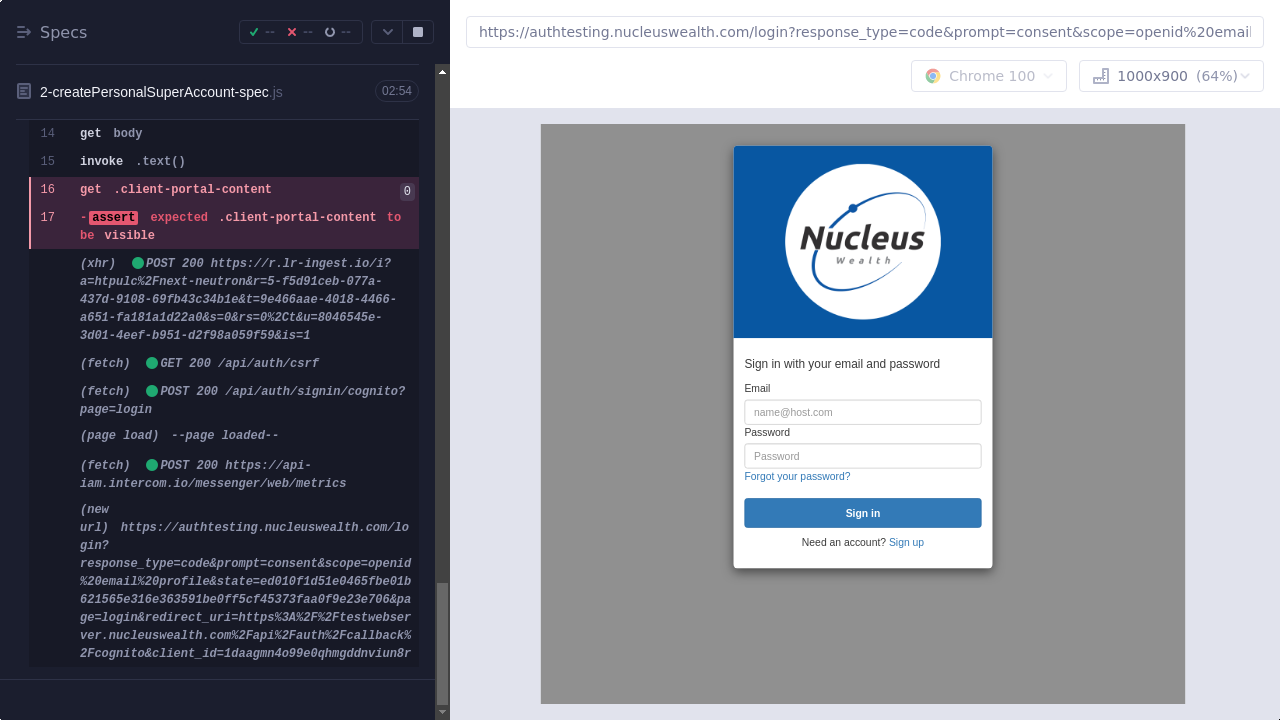 Specs
-- -- --
2-createPersonalSuperAccount-spec.js 02:54
14 get body
15 invoke .text()
16 get .client-portal-content 0
17 -assert expected .client-portal-content to
be visible
(xhr) POST 200 https://r.lr-ingest.io/i?
a=htpulc%2Fnext-neutron&r=5-f5d91ceb-077a-
437d-9108-69fb43c34b1e&t=9e466aae-4018-4466-
a651-fa181a1d22a0&s=0&rs=0%2Ct&u=8046545e-
3d01-4eef-b951-d2f98a059f59&is=1
(fetch) GET 200 /api/auth/csrf
(fetch) POST 200 /api/auth/signin/cognito?
page=login
(page load) --page loaded--
(fetch) POST 200 https://api-
iam.intercom.io/messenger/web/metrics
(new
url) https://authtesting.nucleuswealth.com/lo
gin?
response_type=code&prompt=consent&scope=openid
%20email%20profile&state=ed010f1d51e0465fbe01b
621565e316e363591be0ff5cf45373faa0f9e23e706&pa
ge=login&redirect_uri=https%3A%2F%2Ftestwebser
ver.nucleuswealth.com%2Fapi%2Fauth%2Fcallback%
2Fcognito&client_id=1daagmn4o99e0qhmgddnviun8r
https://authtesting.nucleuswealth.com/login?response_type=code&prompt=consent&scope=openid%20email
Chrome 100
1000x900 (64%)
Nucleus
Wealth
Sign in with your email and password
Email
name@host.com
Password
Password
Forgot your password?
Sign in
Need an account? Sign up